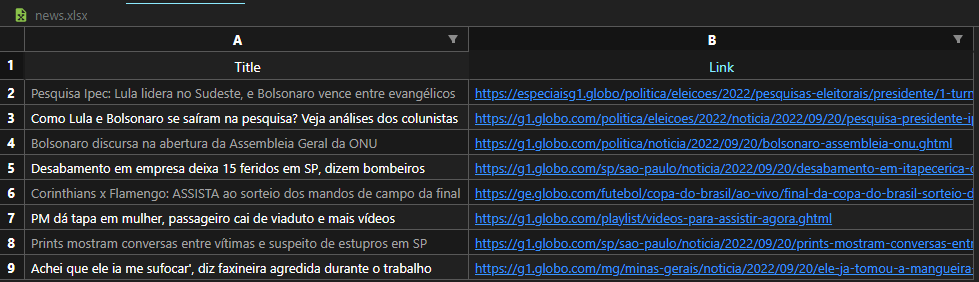 news.xlsx
A B
1 Title Link
2 Pesquisa Ipec: Lula lidera no Sudeste, e Bolsonaro vence entre evangélicos https://especiaisg1.globo/politica/eleicoes/2022/pesquisas-eleitorais/presidente/1-turn
3 Como Lula e Bolsonaro se saíram na pesquisa? Veja análises dos colunistas https://g1.globo.com/politica/eleicoes/2022/noticia/2022/09/20/pesquisa-presidente-ip
4 Bolsonaro discursa na abertura da Assembleia Geral da ONU https://g1.globo.com/politica/noticia/2022/09/20/bolsonaro-assembleia-onu.ghtml
5 Desabamento em empresa deixa 15 feridos em SP, dizem bombeiros https://g1.globo.com/sp/sao-paulo/noticia/2022/09/20/desabamento-em-itapecerica-d
6 Corinthians x Flamengo: ASSISTA ao sorteio dos mandos de campo da final https://ge.globo.com/futebol/copa-do-brasil/ao-vivo/final-da-copa-do-brasil-sorteio-d
7 PM dá tapa em mulher, passageiro cai de viaduto e mais vídeos https://g1.globo.com/playlist/videos-para-assistir-agora.ghtml
8 Prints mostram conversas entre vítimas e suspeito de estupros em SP https://g1.globo.com/sp/sao-paulo/noticia/2022/09/20/prints-mostram-conversas-entr
9 Achei que ele ia me sufocar', diz faxineira agredida durante o trabalho https://g1.globo.com/mg/minas-gerais/noticia/2022/09/20/ele-ja-tomou-a-mangueira-